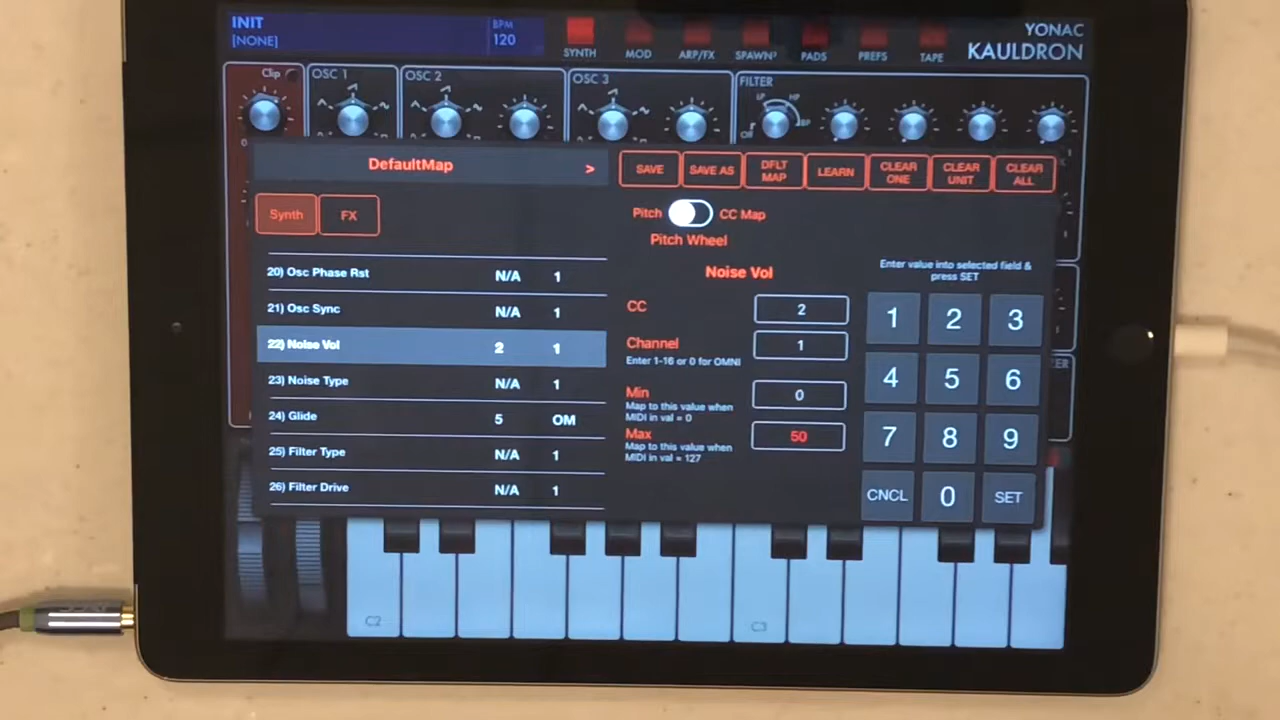 INIT
[NONE]
BPM
120
SYNTH
MOD
ARP/FX
SPAWN³
PADS
PREFS
TAPE
YONAC
KAULDRON
Clip
OSC 1
OSC 2
OSC 3
FILTER
LP
HP
BP
Off
0
DefaultMap
>
SAVE
SAVE AS
DFLT MAP
LEARN
CLEAR ONE
CLEAR UNIT
CLEAR ALL
Synth
FX
Pitch
CC Map
Pitch Wheel
20) Osc Phase Rst N/A 1
21) Osc Sync N/A 1
22) Noise Vol 2 1
23) Noise Type N/A 1
24) Glide 5 OM
25) Filter Type N/A 1
26) Filter Drive N/A 1
Noise Vol
CC 2
Channel 1
Enter 1-16 or 0 for OMNI
Min 0
Map to this value when
MIDI in val = 0
Max 50
Map to this value when
MIDI in val = 127
Enter value into selected field &
press SET
1 2 3
4 5 6
7 8 9
CNCL 0 SET
C2
C3